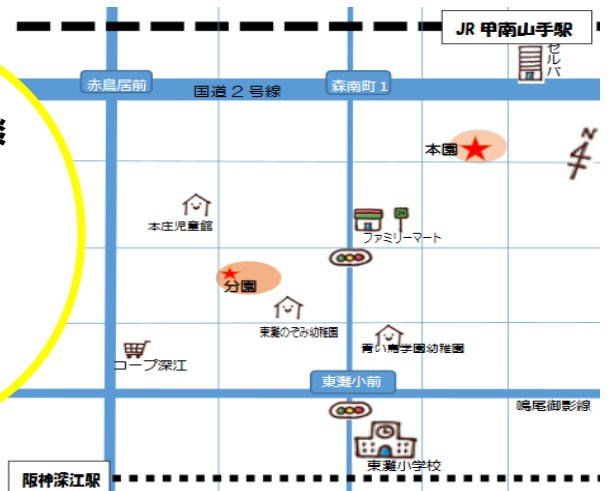 JR 甲南山手駅
セルバ
赤鳥居前
国道２号線
森南町１
本園
N
本庄児童館
ファミリーマート
分園
東灘のぞみ幼稚園
青い鳥学園幼稚園
コープ深江
東灘小前
鳴尾御影線
東灘小学校
阪神深江駅